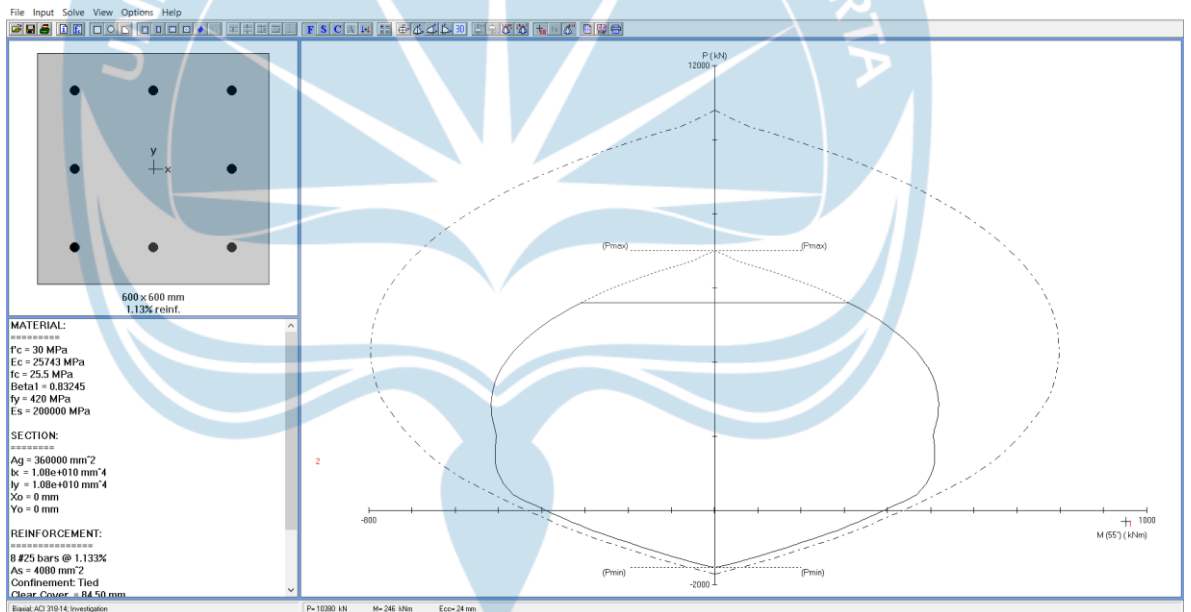 File Input Solve View Options Help
F S C A
3D
y
x
600 x 600 mm
1.13% reinf.
MATERIAL:
=========
f'c = 30 MPa
Ec = 25743 MPa
fc = 25.5 MPa
Beta1 = 0.83245
fy = 420 MPa
Es = 200000 MPa
SECTION:
========
Ag = 360000 mm^2
Ix = 1.08e+010 mm^4
Iy = 1.08e+010 mm^4
Xo = 0 mm
Yo = 0 mm
REINFORCEMENT:
===============
8 #25 bars @ 1.133%
As = 4080 mm^2
Confinement: Tied
Clear Cover = 84.50 mm
P (kN)
12000
(Pmax) (Pmax)
2
-800 1 1000
M (55°) (kNm)
(Pmin) (Pmin)
-2000
Biaxial; ACI 318-14; Investigation P= 10380 kN M= 246 kNm Ecc= 24 mm